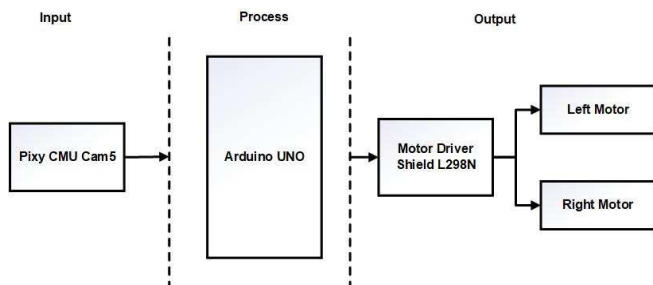 Input
Process
Output
Pixy CMU Cam5
Arduino UNO
Motor Driver
Shield L298N
Left Motor
Right Motor